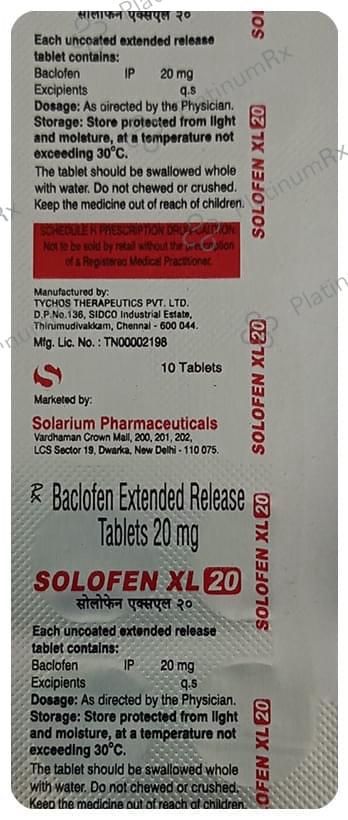 सोलोफेन एक्सएल २०
Each uncoated extended release
tablet contains:
Baclofen IP 20 mg
Excipients q.s
Dosage: As directed by the Physician.
Storage: Store protected from light
and moisture, at a temperature not
exceeding 30°C.
The tablet should be swallowed whole
with water. Do not chewed or crushed.
Keep the medicine out of reach of children.
SCHEDULE H PRESCRIPTION DRUG-CAUTION
Not to be sold by retail without the prescription
of a Registered Medical Practitioner.
Manufactured by:
TYCHOS THERAPEUTICS PVT. LTD.
D.P.No.136, SIDCO Industrial Estate,
Thirumudivakkam, Chennai - 600 044.
Mfg. Lic. No. : TN00002198
10 Tablets
Marketed by:
Solarium Pharmaceuticals
Vardhaman Crown Mall, 200, 201, 202,
LCS Sector 19, Dwarka, New Delhi - 110 075.
℞ Baclofen Extended Release
Tablets 20 mg
SOLOFEN XL 20
सोलोफेन एक्सएल २०
Each uncoated extended release
tablet contains:
Baclofen IP 20 mg
Excipients q.s
Dosage: As directed by the Physician.
Storage: Store protected from light
and moisture, at a temperature not
exceeding 30°C.
The tablet should be swallowed whole
with water. Do not chewed or crushed.
Keep the medicine out of reach of children.
SOL
SOLOFEN XL 20
SOLOFEN XL 20
SOLOFEN XL 20
OFEN XL 20
PlatinumRx